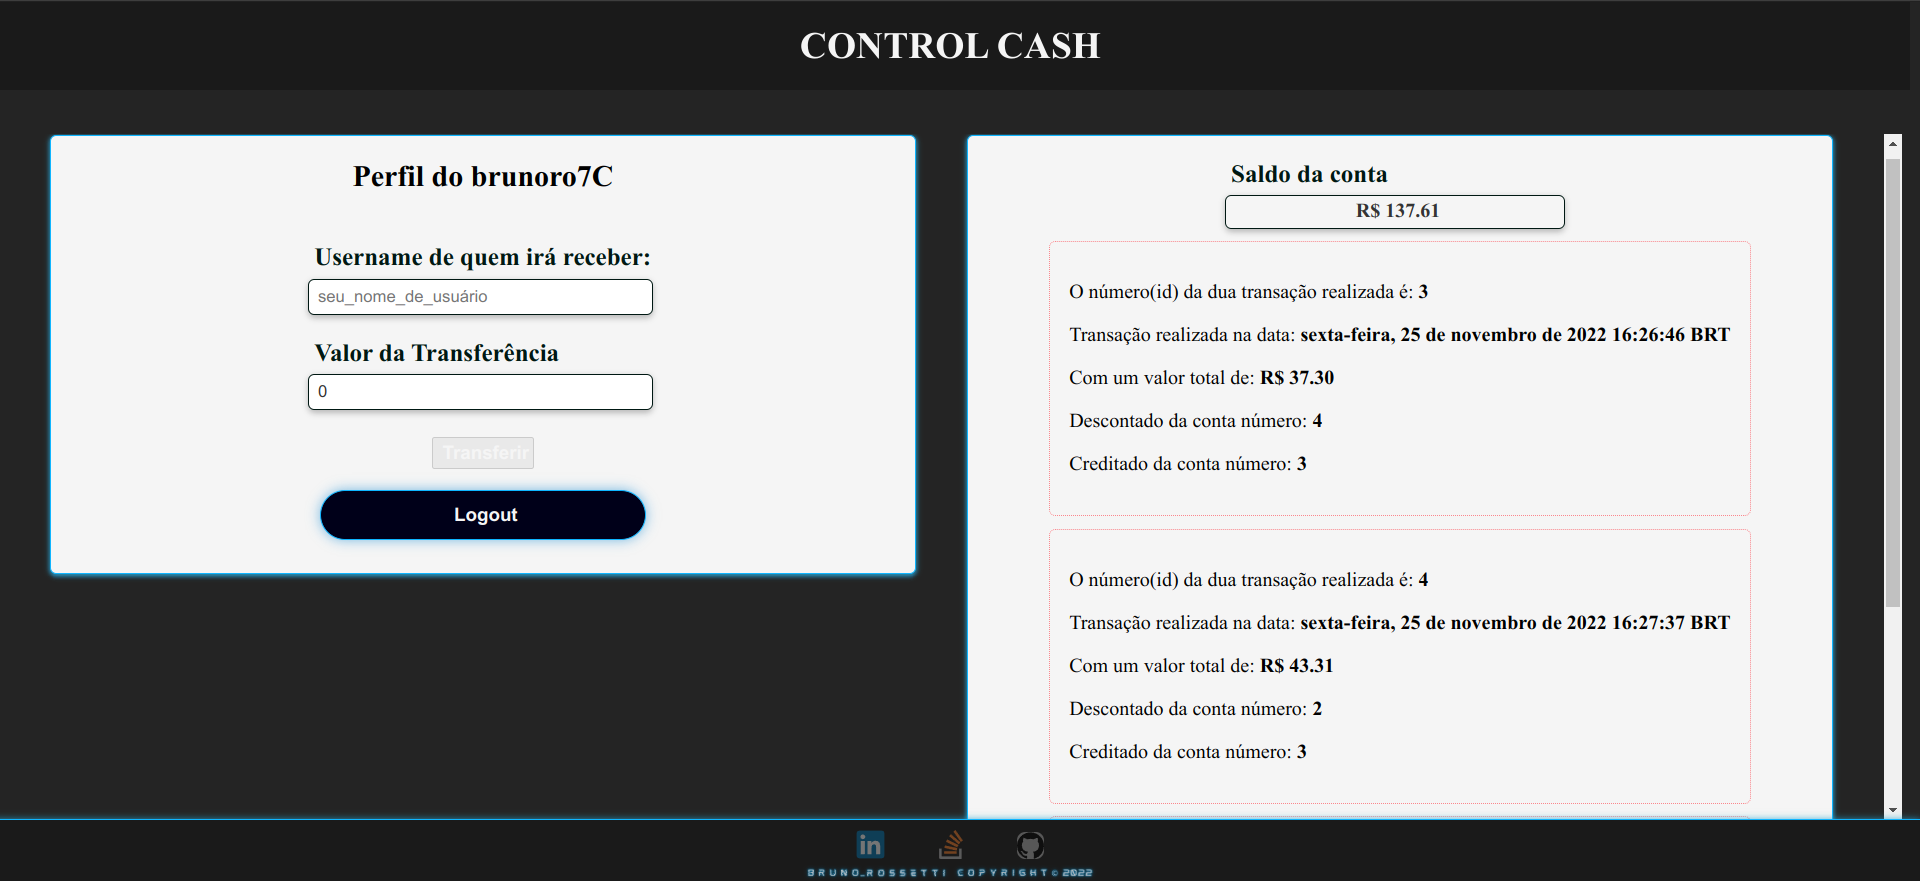 CONTROL CASH
Perfil do brunoro7C
Username de quem irá receber:
seu_nome_de_usuário
Valor da Transferência
0
Transferir
Logout
Saldo da conta
R$ 137.61
O número(id) da dua transação realizada é: 3
Transação realizada na data: sexta-feira, 25 de novembro de 2022 16:26:46 BRT
Com um valor total de: R$ 37.30
Descontado da conta número: 4
Creditado da conta número: 3
O número(id) da dua transação realizada é: 4
Transação realizada na data: sexta-feira, 25 de novembro de 2022 16:27:37 BRT
Com um valor total de: R$ 43.31
Descontado da conta número: 2
Creditado da conta número: 3
in
BRUNO_ROSSETTI COPYRIGHT©2022